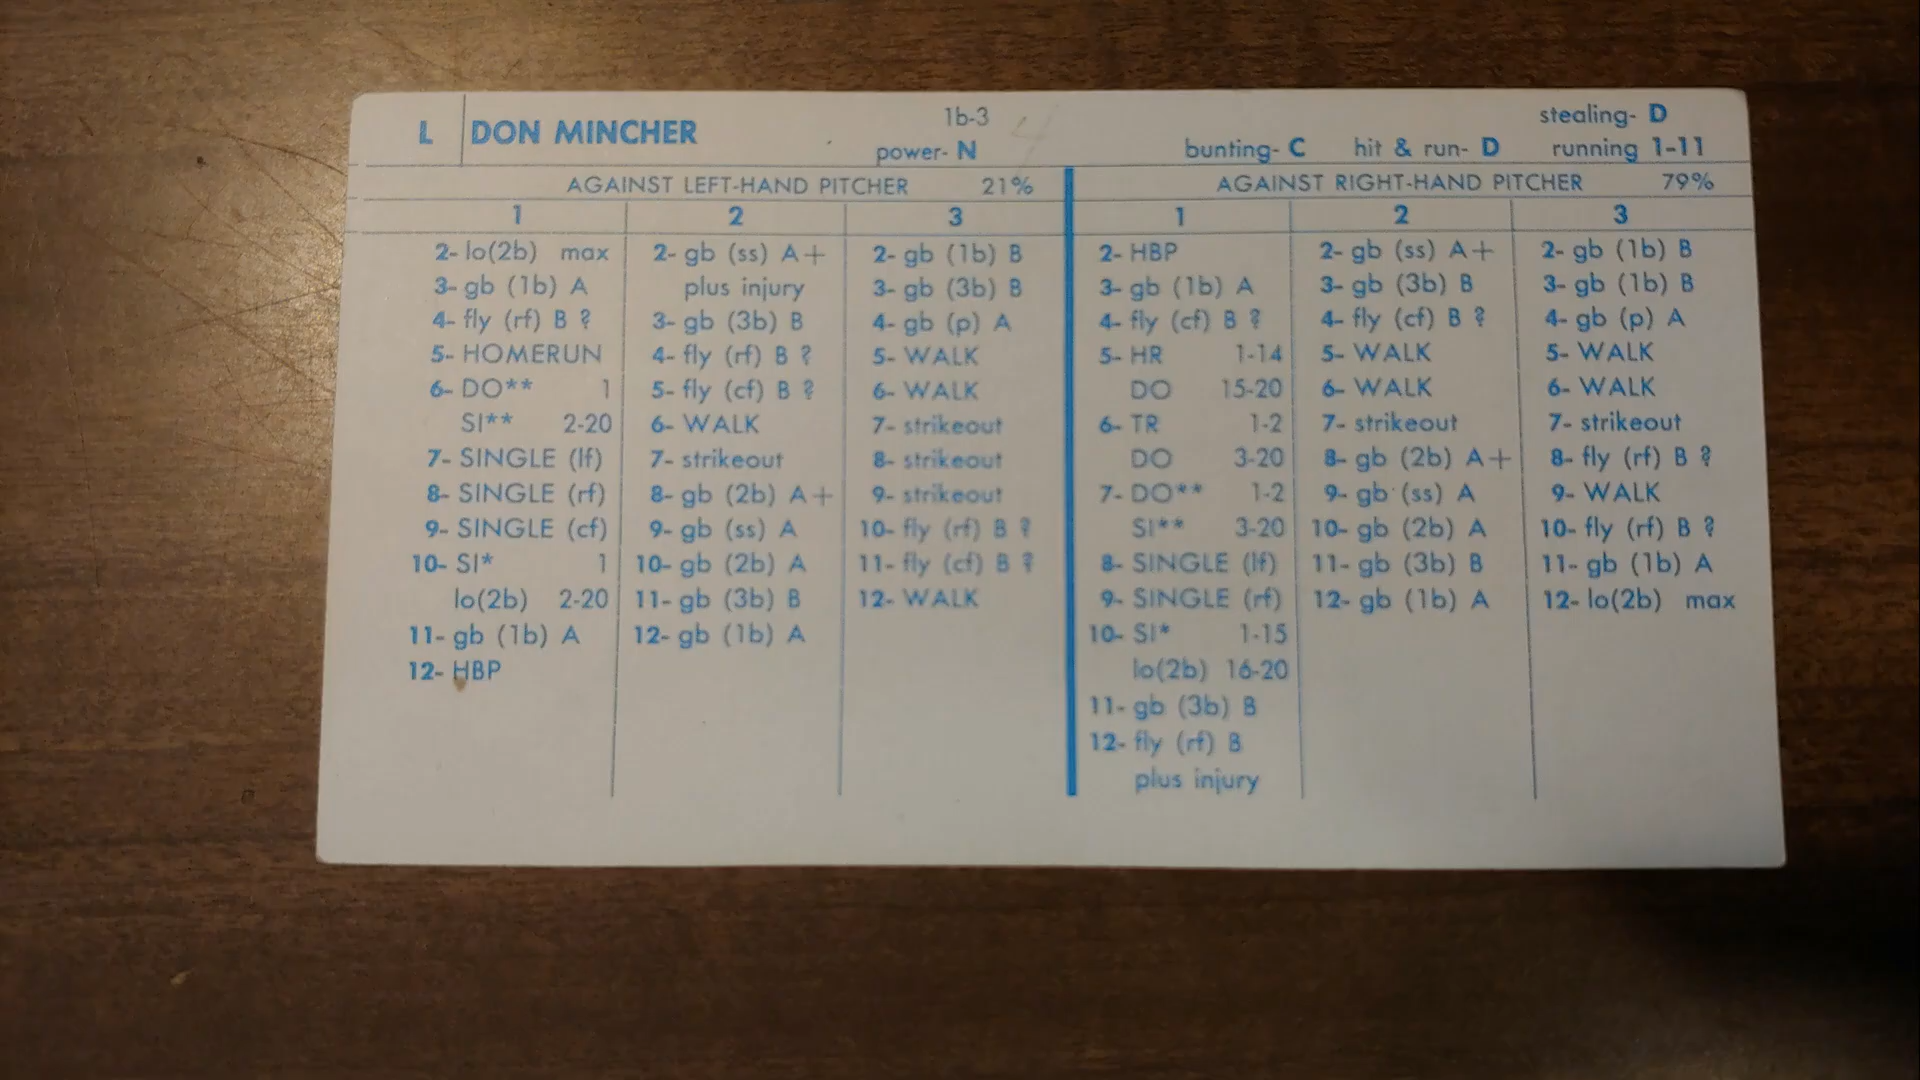 L DON MINCHER 1b-3 power- N bunting- C hit & run- D stealing- D running 1-11
AGAINST LEFT-HAND PITCHER 21%
1
2- lo(2b) max
3- gb (1b) A
4- fly (rf) B ?
5- HOMERUN
6- DO** 1
SI** 2-20
7- SINGLE (lf)
8- SINGLE (rf)
9- SINGLE (cf)
10- SI* 1
lo(2b) 2-20
11- gb (1b) A
12- HBP
2
2- gb (ss) A+
plus injury
3- gb (3b) B
4- fly (rf) B ?
5- fly (cf) B ?
6- WALK
7- strikeout
8- gb (2b) A+
9- gb (ss) A
10- gb (2b) A
11- gb (3b) B
12- gb (1b) A
3
2- gb (1b) B
3- gb (3b) B
4- gb (p) A
5- WALK
6- WALK
7- strikeout
8- strikeout
9- strikeout
10- fly (rf) B ?
11- fly (cf) B ?
12- WALK
AGAINST RIGHT-HAND PITCHER 79%
1
2- HBP
3- gb (1b) A
4- fly (cf) B ?
5- HR 1-14
DO 15-20
6- TR 1-2
DO 3-20
7- DO** 1-2
SI** 3-20
8- SINGLE (lf)
9- SINGLE (rf)
10- SI* 1-15
lo(2b) 16-20
11- gb (3b) B
12- fly (rf) B
plus injury
2
2- gb (ss) A+
3- gb (3b) B
4- fly (cf) B ?
5- WALK
6- WALK
7- strikeout
8- gb (2b) A+
9- gb (ss) A
10- gb (2b) A
11- gb (3b) B
12- gb (1b) A
3
2- gb (1b) B
3- gb (1b) B
4- gb (p) A
5- WALK
6- WALK
7- strikeout
8- fly (rf) B ?
9- WALK
10- fly (rf) B ?
11- gb (1b) A
12- lo(2b) max